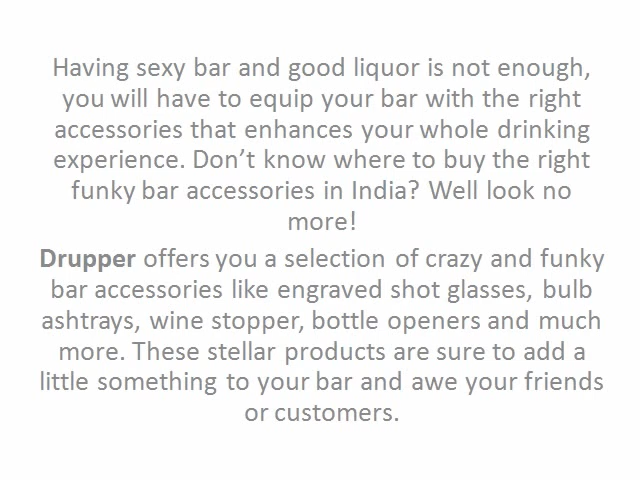 Having sexy bar and good liquor is not enough,
you will have to equip your bar with the right
accessories that enhances your whole drinking
experience. Don’t know where to buy the right
funky bar accessories in India? Well look no
more!
Drupper offers you a selection of crazy and funky
bar accessories like engraved shot glasses, bulb
ashtrays, wine stopper, bottle openers and much
more. These stellar products are sure to add a
little something to your bar and awe your friends
or customers.